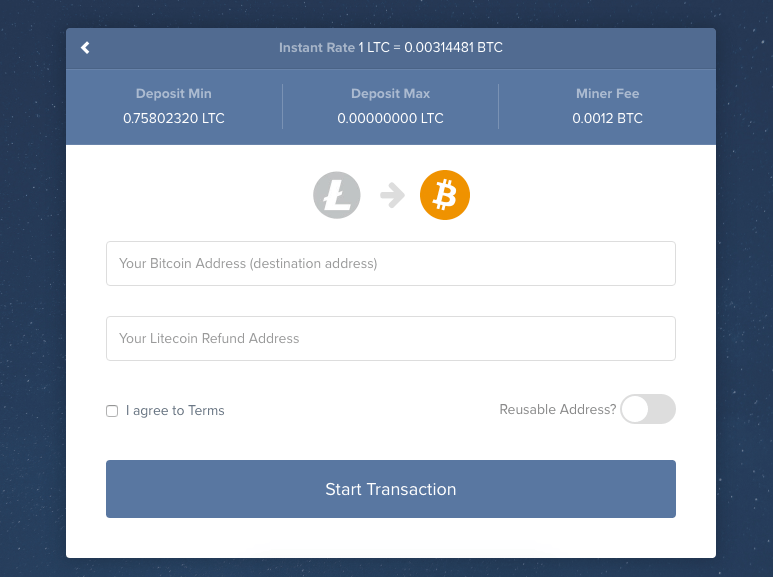 Instant Rate 1 LTC = 0.00314481 BTC
Deposit Min
0.75802320 LTC
Deposit Max
0.00000000 LTC
Miner Fee
0.0012 BTC
Your Bitcoin Address (destination address)
Your Litecoin Refund Address
I agree to Terms
Reusable Address?
Start Transaction